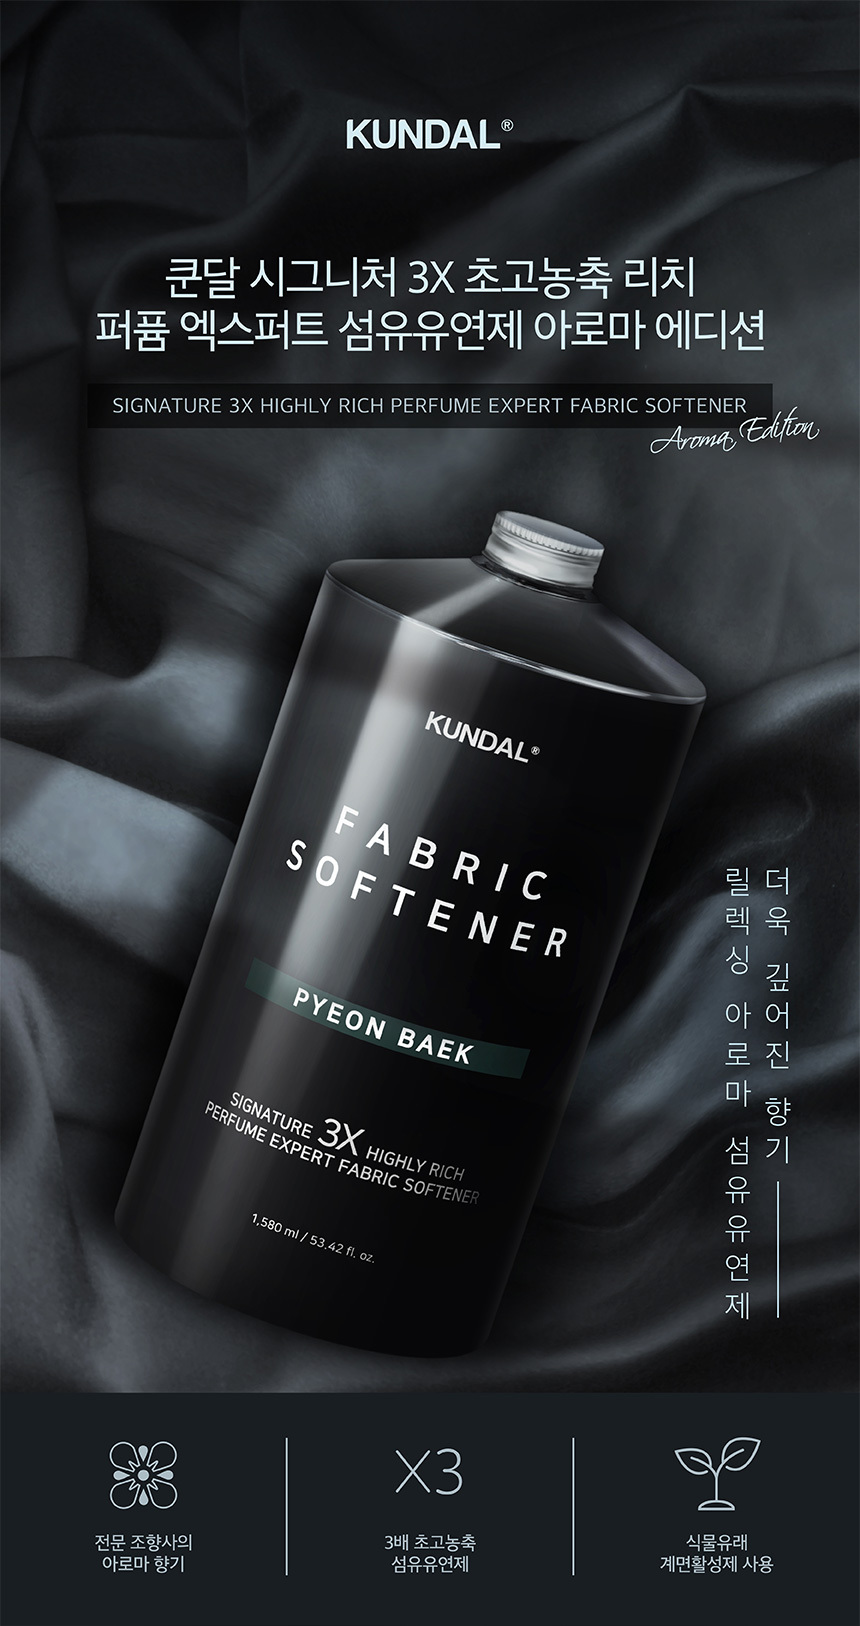 KUNDAL®
쿤달 시그니처 3X 초고농축 리치
퍼퓸 엑스퍼트 섬유유연제 아로마 에디션
SIGNATURE 3X HIGHLY RICH PERFUME EXPERT FABRIC SOFTENER
Aroma Edition
KUNDAL®
FABRIC
SOFTENER
PYEON BAEK
SIGNATURE 3X HIGHLY RICH
PERFUME EXPERT FABRIC SOFTENER
1,580 ml / 53.42 fl. oz.
더욱 깊어진 향기
릴렉싱 아로마 섬유유연제
전문 조향사의
아로마 향기
X3
3배 초고농축
섬유유연제
식물유래
계면활성제 사용